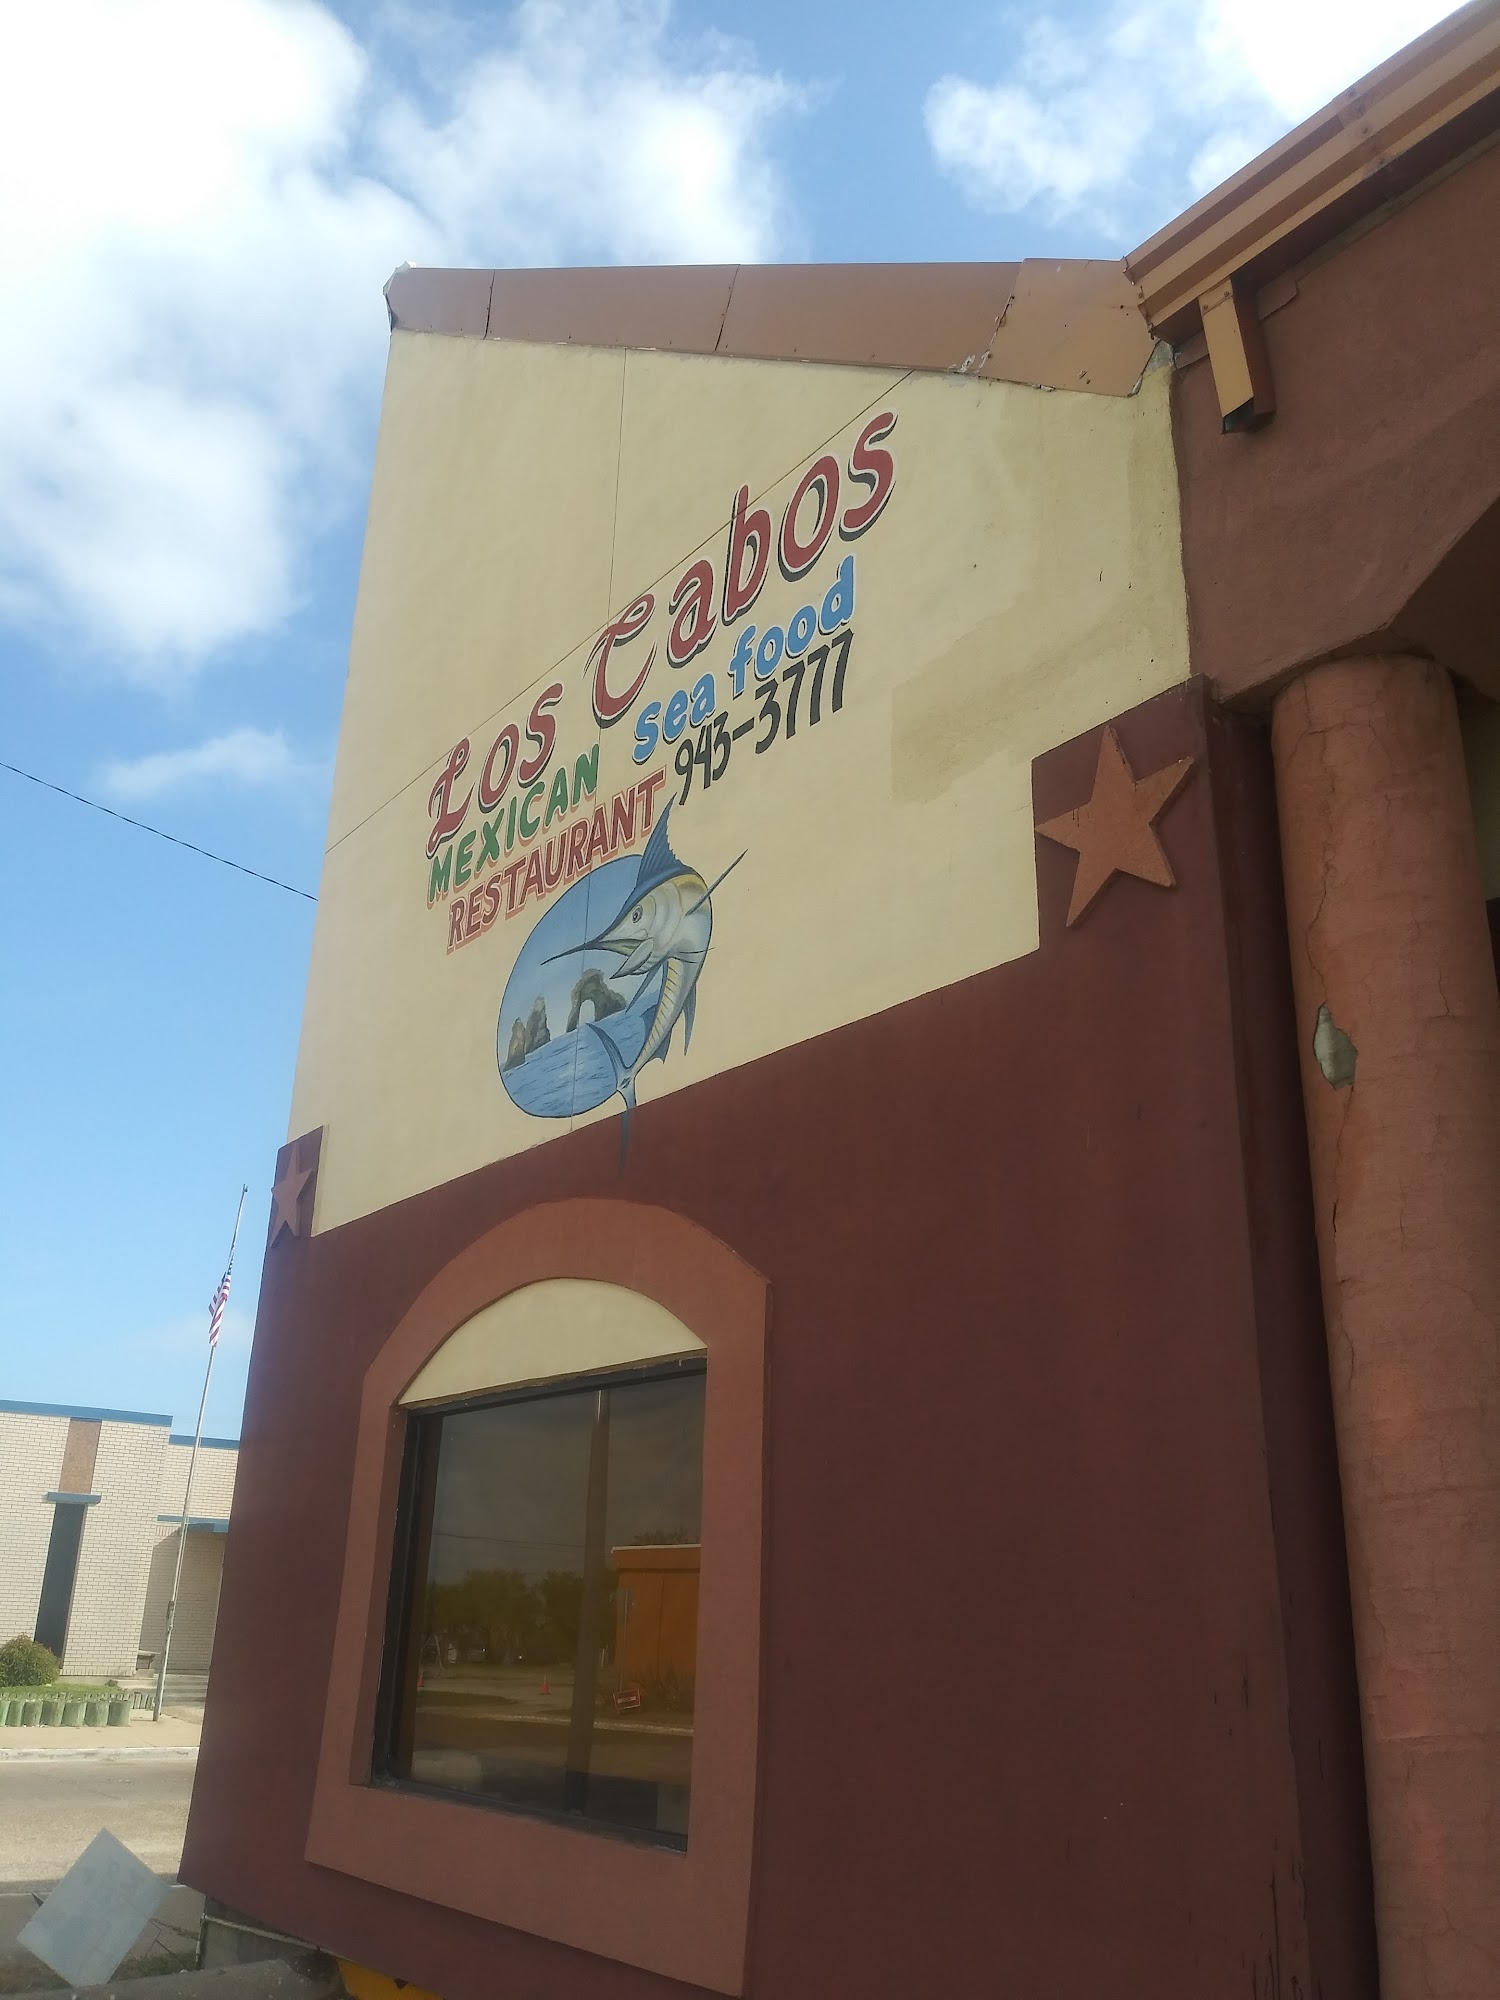 Los Cabos
MEXICAN sea food
RESTAURANT 943-3777